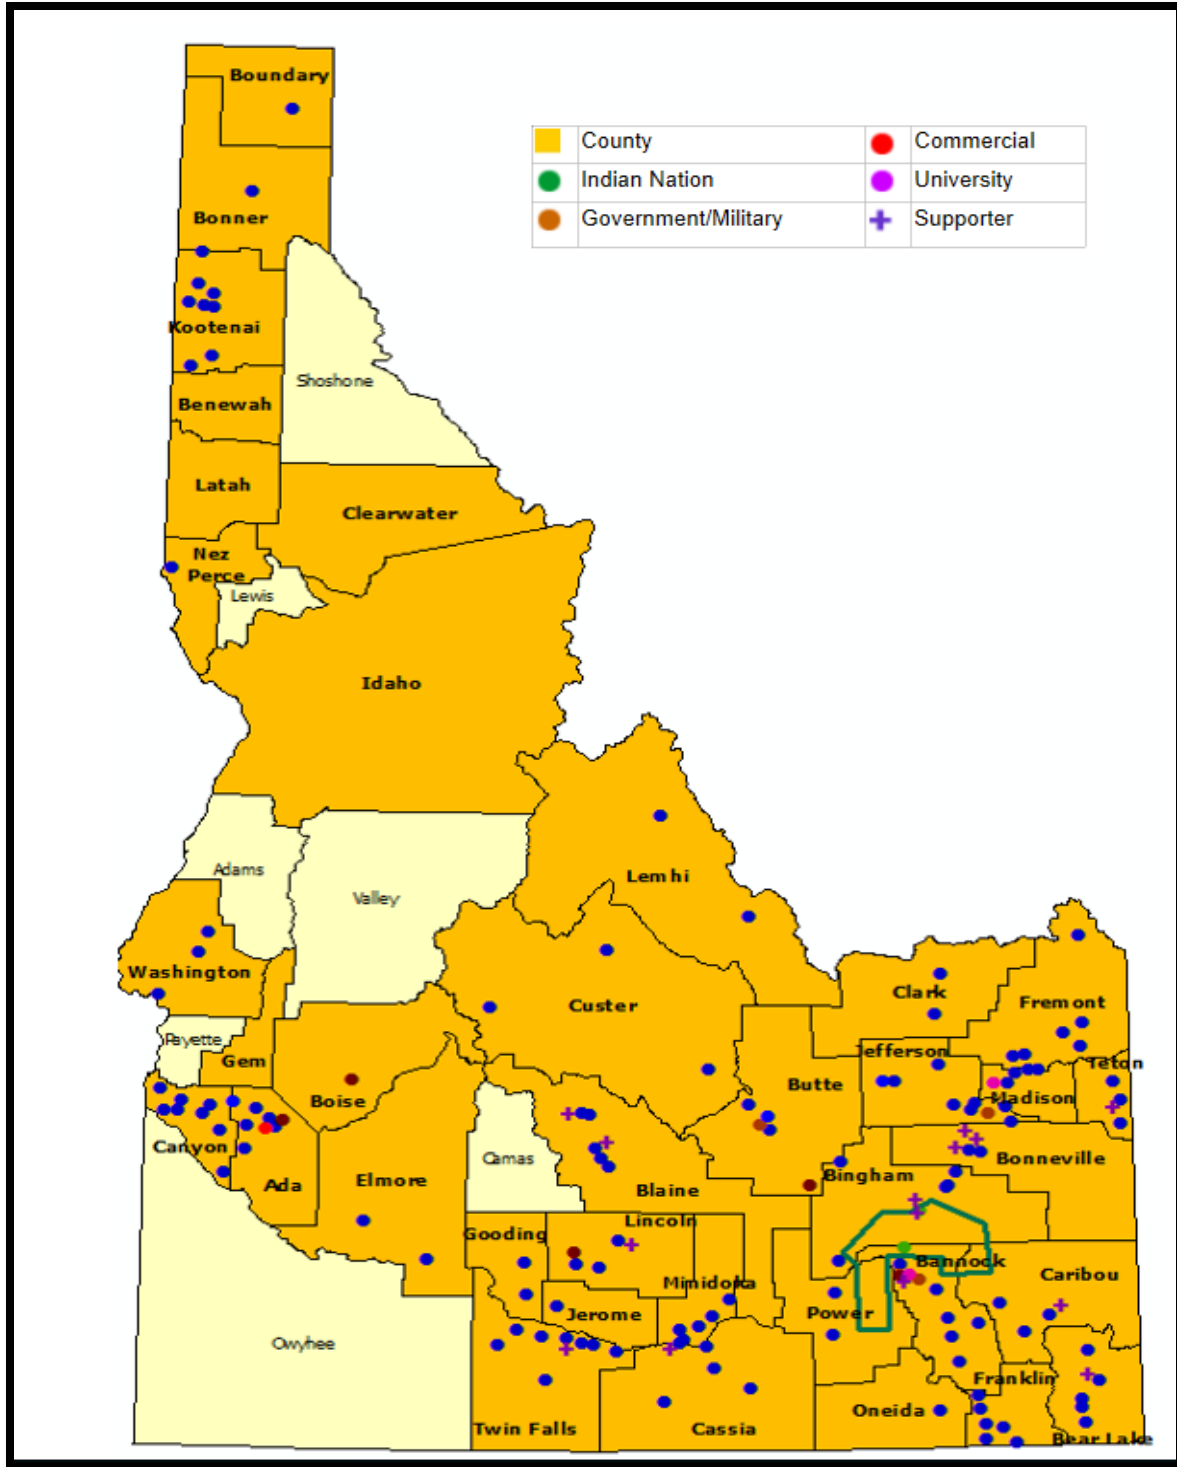 Boundary
County
Commercial
Indian Nation
University
Government/Military
Supporter
Bonner
Kootenai
Shoshone
Benewah
Latah
Clearwater
Nez
Perce
Lewis
Idaho
Adams
Lemhi
Valley
Washington
Clark
Custer
Fremont
Payette
Jefferson
Gem
Teton
Butte
Madison
Boise
Canyon
Camas
Bonneville
Bingham
Elmore
Ada
Blaine
Lincoln
Gooding
Bannock
Caribou
Minidoka
Jerome
Power
Owyhee
Franklin
Oneida
Twin Falls
Cassia
Bear Lake